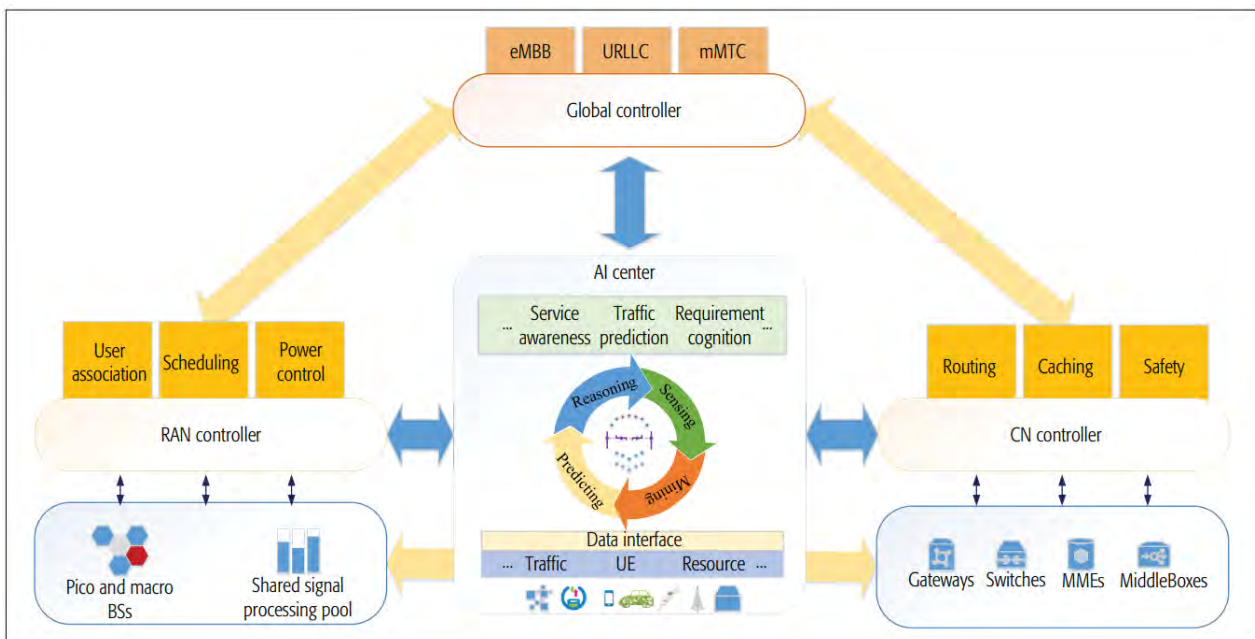 eMBB
URLLC
mMTC
Global controller
AI center
... Service awareness
Traffic prediction
Requirement cognition ...
User association
Scheduling
Power control
RAN controller
Reasoning
Sensing
Mining
Predicting
Routing
Caching
Safety
CN controller
Data interface
... Traffic
UE
Resource ...
Pico and macro
BSs
Shared signal
processing pool
Gateways
Switches
MMEs
MiddleBoxes